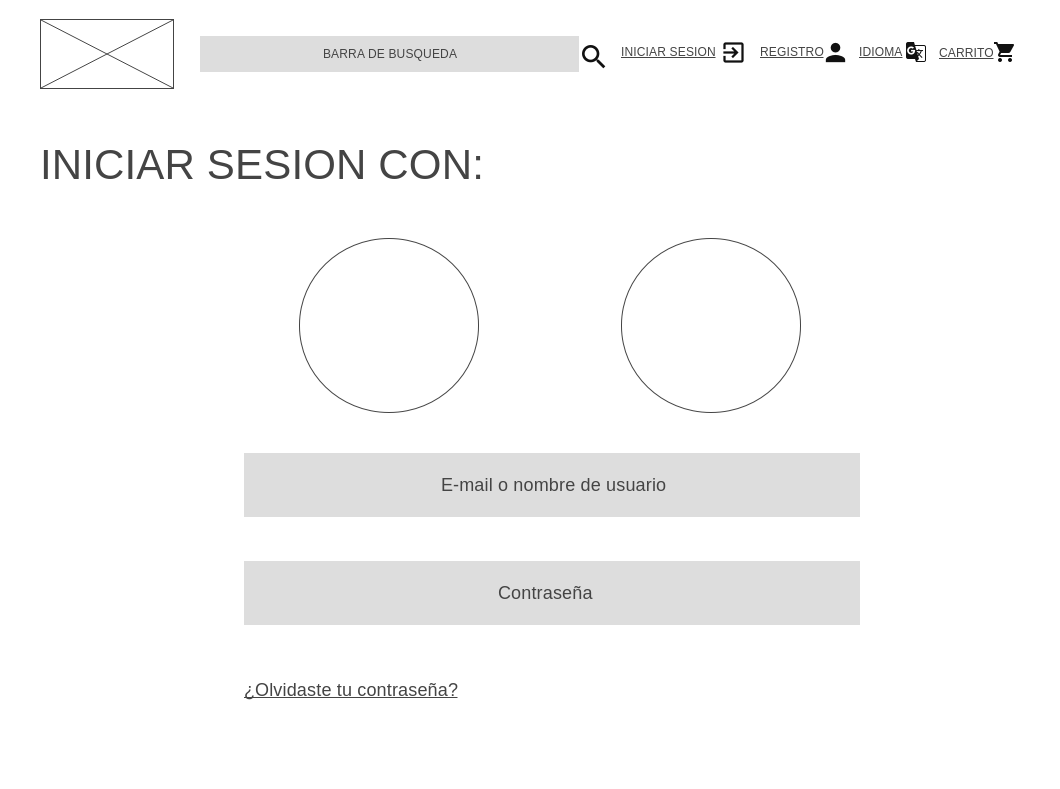 BARRA DE BUSQUEDA
INICIAR SESION
REGISTRO
IDIOMA
CARRITO
INICIAR SESION CON:
E-mail o nombre de usuario
Contraseña
¿Olvidaste tu contraseña?